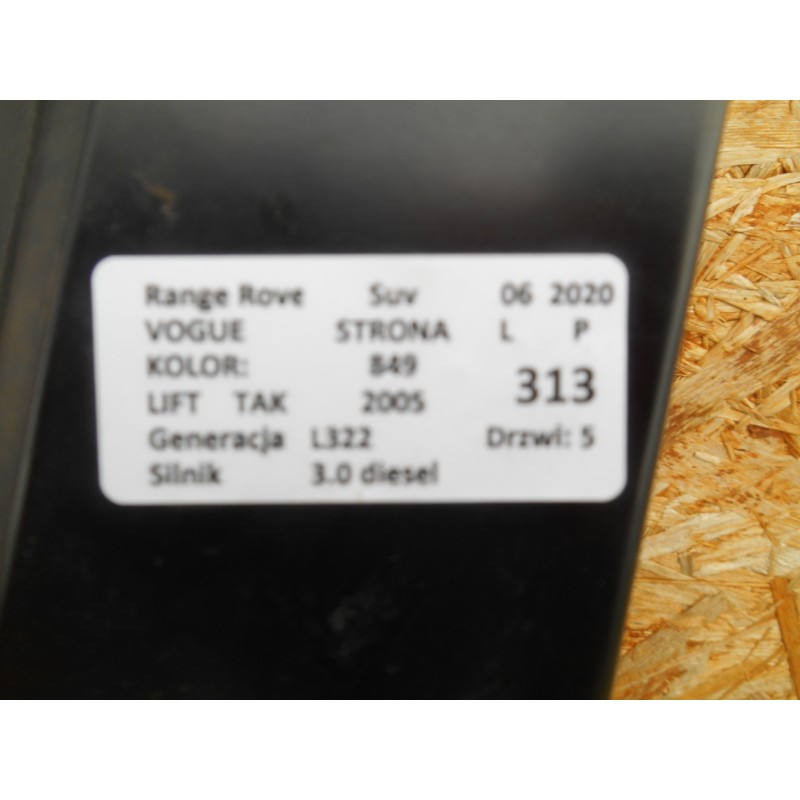 Range Rove Suv 06 2020
VOGUE STRONA L P
KOLOR: 849 313
LIFT TAK 2005
Generacja L322 Drzwi: 5
Silnik 3.0 diesel